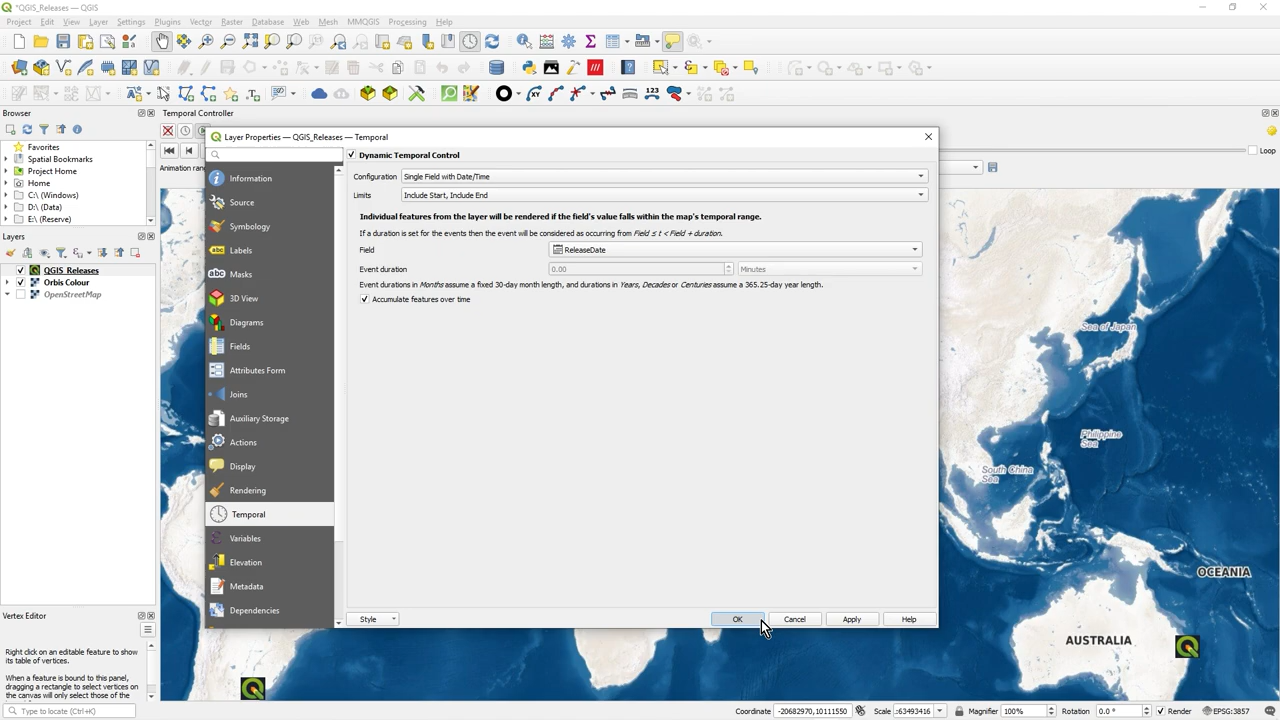 *QGIS_Releases — QGIS
Project Edit View Layer Settings Plugins Vector Raster Database Web Mesh MMQGIS Processing Help
Browser
Temporal Controller
Favorites
Spatial Bookmarks
Project Home
Home
C:\ (Windows)
D:\ (Data)
E:\ (Reserve)
Loop
Layers
QGIS_Releases
Orbis Colour
OpenStreetMap
Layer Properties — QGIS_Releases — Temporal
Information
Source
Symbology
Labels
Masks
3D View
Diagrams
Fields
Attributes Form
Joins
Auxiliary Storage
Actions
Display
Rendering
Temporal
Variables
Elevation
Metadata
Dependencies
Dynamic Temporal Control
Configuration Single Field with Date/Time
Limits Include Start, Include End
Individual features from the layer will be rendered if the field's value falls within the map's temporal range.
If a duration is set for the events then the event will be considered as occurring from Field ≤ t < Field + duration.
Field ReleaseDate
Event duration 0.00 Minutes
Event durations in Months assume a fixed 30-day month length, and durations in Years, Decades or Centuries assume a 365.25-day year length.
Accumulate features over time
Style OK Cancel Apply Help
Sea of Japan
Philippine
Sea
South China
Sea
OCEANIA
AUSTRALIA
Vertex Editor
Right click on an editable feature to show
its table of vertices.
When a feature is bound to this panel,
dragging a rectangle to select vertices on
the canvas will only select those of the
Type to locate (Ctrl+K)
Coordinate -20682970,10111550 Scale :63493416 Magnifier 100% Rotation 0.0 ° Render EPSG:3857